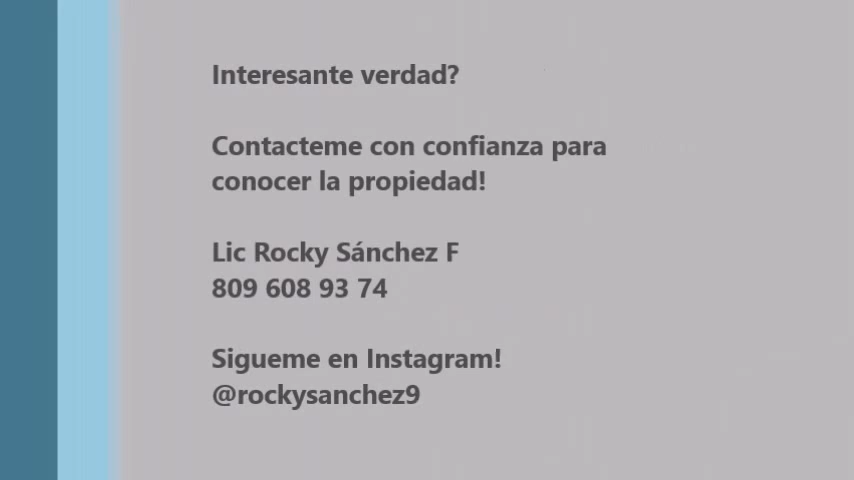 Interesante verdad?
Contacteme con confianza para
conocer la propiedad!
Lic Rocky Sánchez F
809 608 93 74
Sigueme en Instagram!
@rockysanchez9